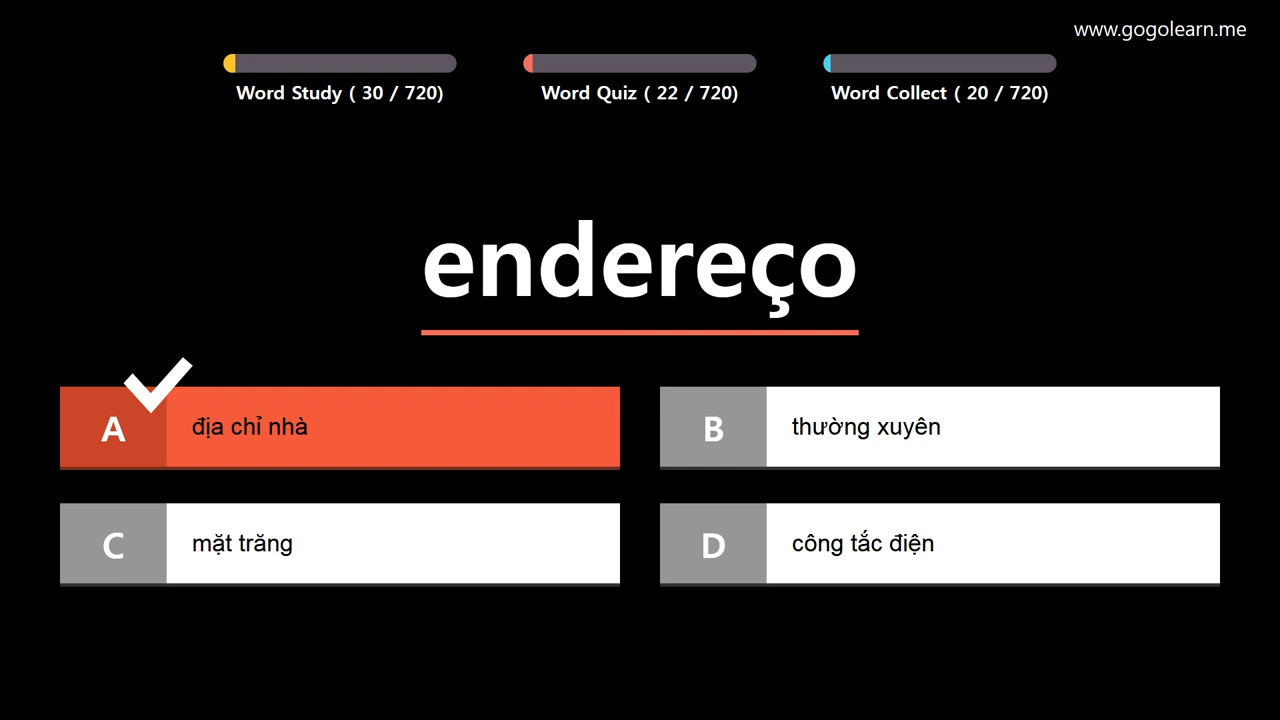 www.gogolearn.me
Word Study ( 30 / 720)
Word Quiz ( 22 / 720)
Word Collect ( 20 / 720)
endereço
A
địa chỉ nhà
B
thường xuyên
C
mặt trăng
D
công tắc điện